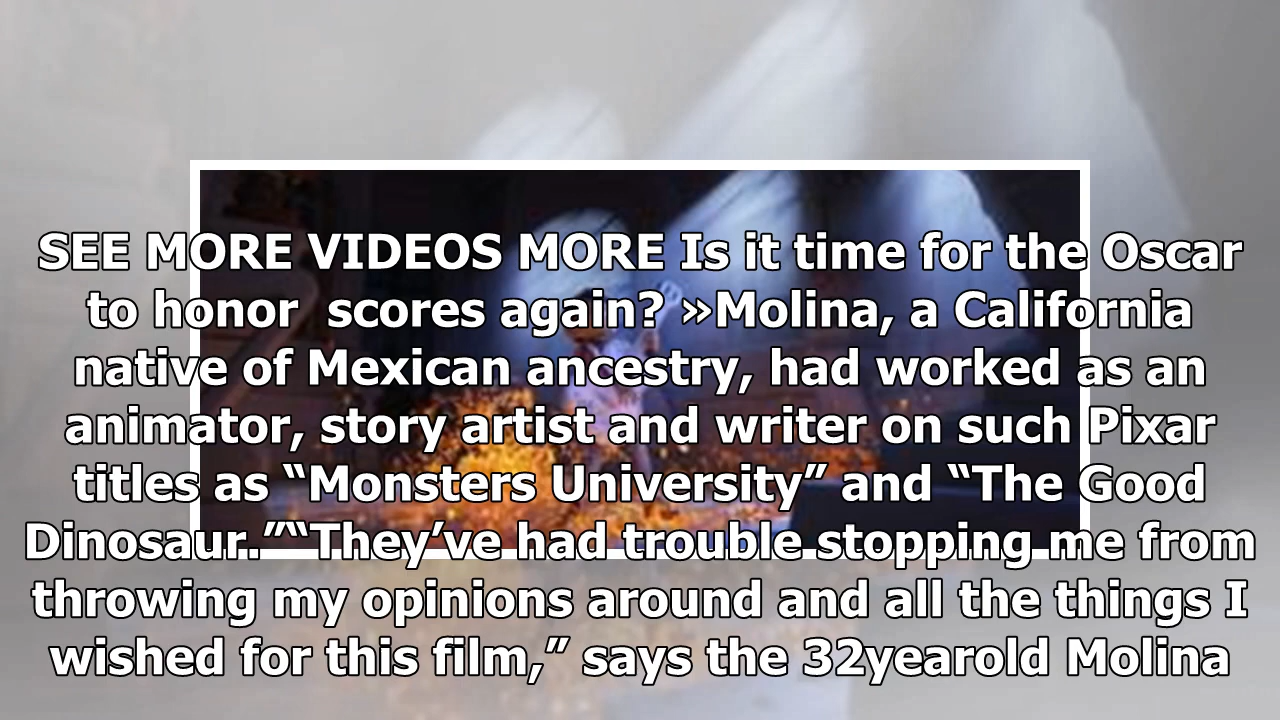 SEE MORE VIDEOS MORE Is it time for the Oscar
to honor  scores again? »Molina, a California
native of Mexican ancestry, had worked as an
animator, story artist and writer on such Pixar
titles as “Monsters University” and “The Good
Dinosaur.”“They’ve had trouble stopping me from
throwing my opinions around and all the things I
wished for this film,” says the 32yearold Molina